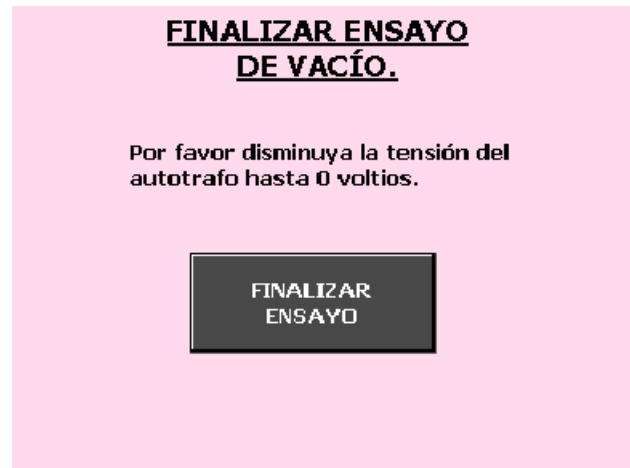 FINALIZAR ENSAYO
DE VACÍO.
Por favor disminuya la tensión del
autotrafo hasta 0 voltios.
FINALIZAR
ENSAYO